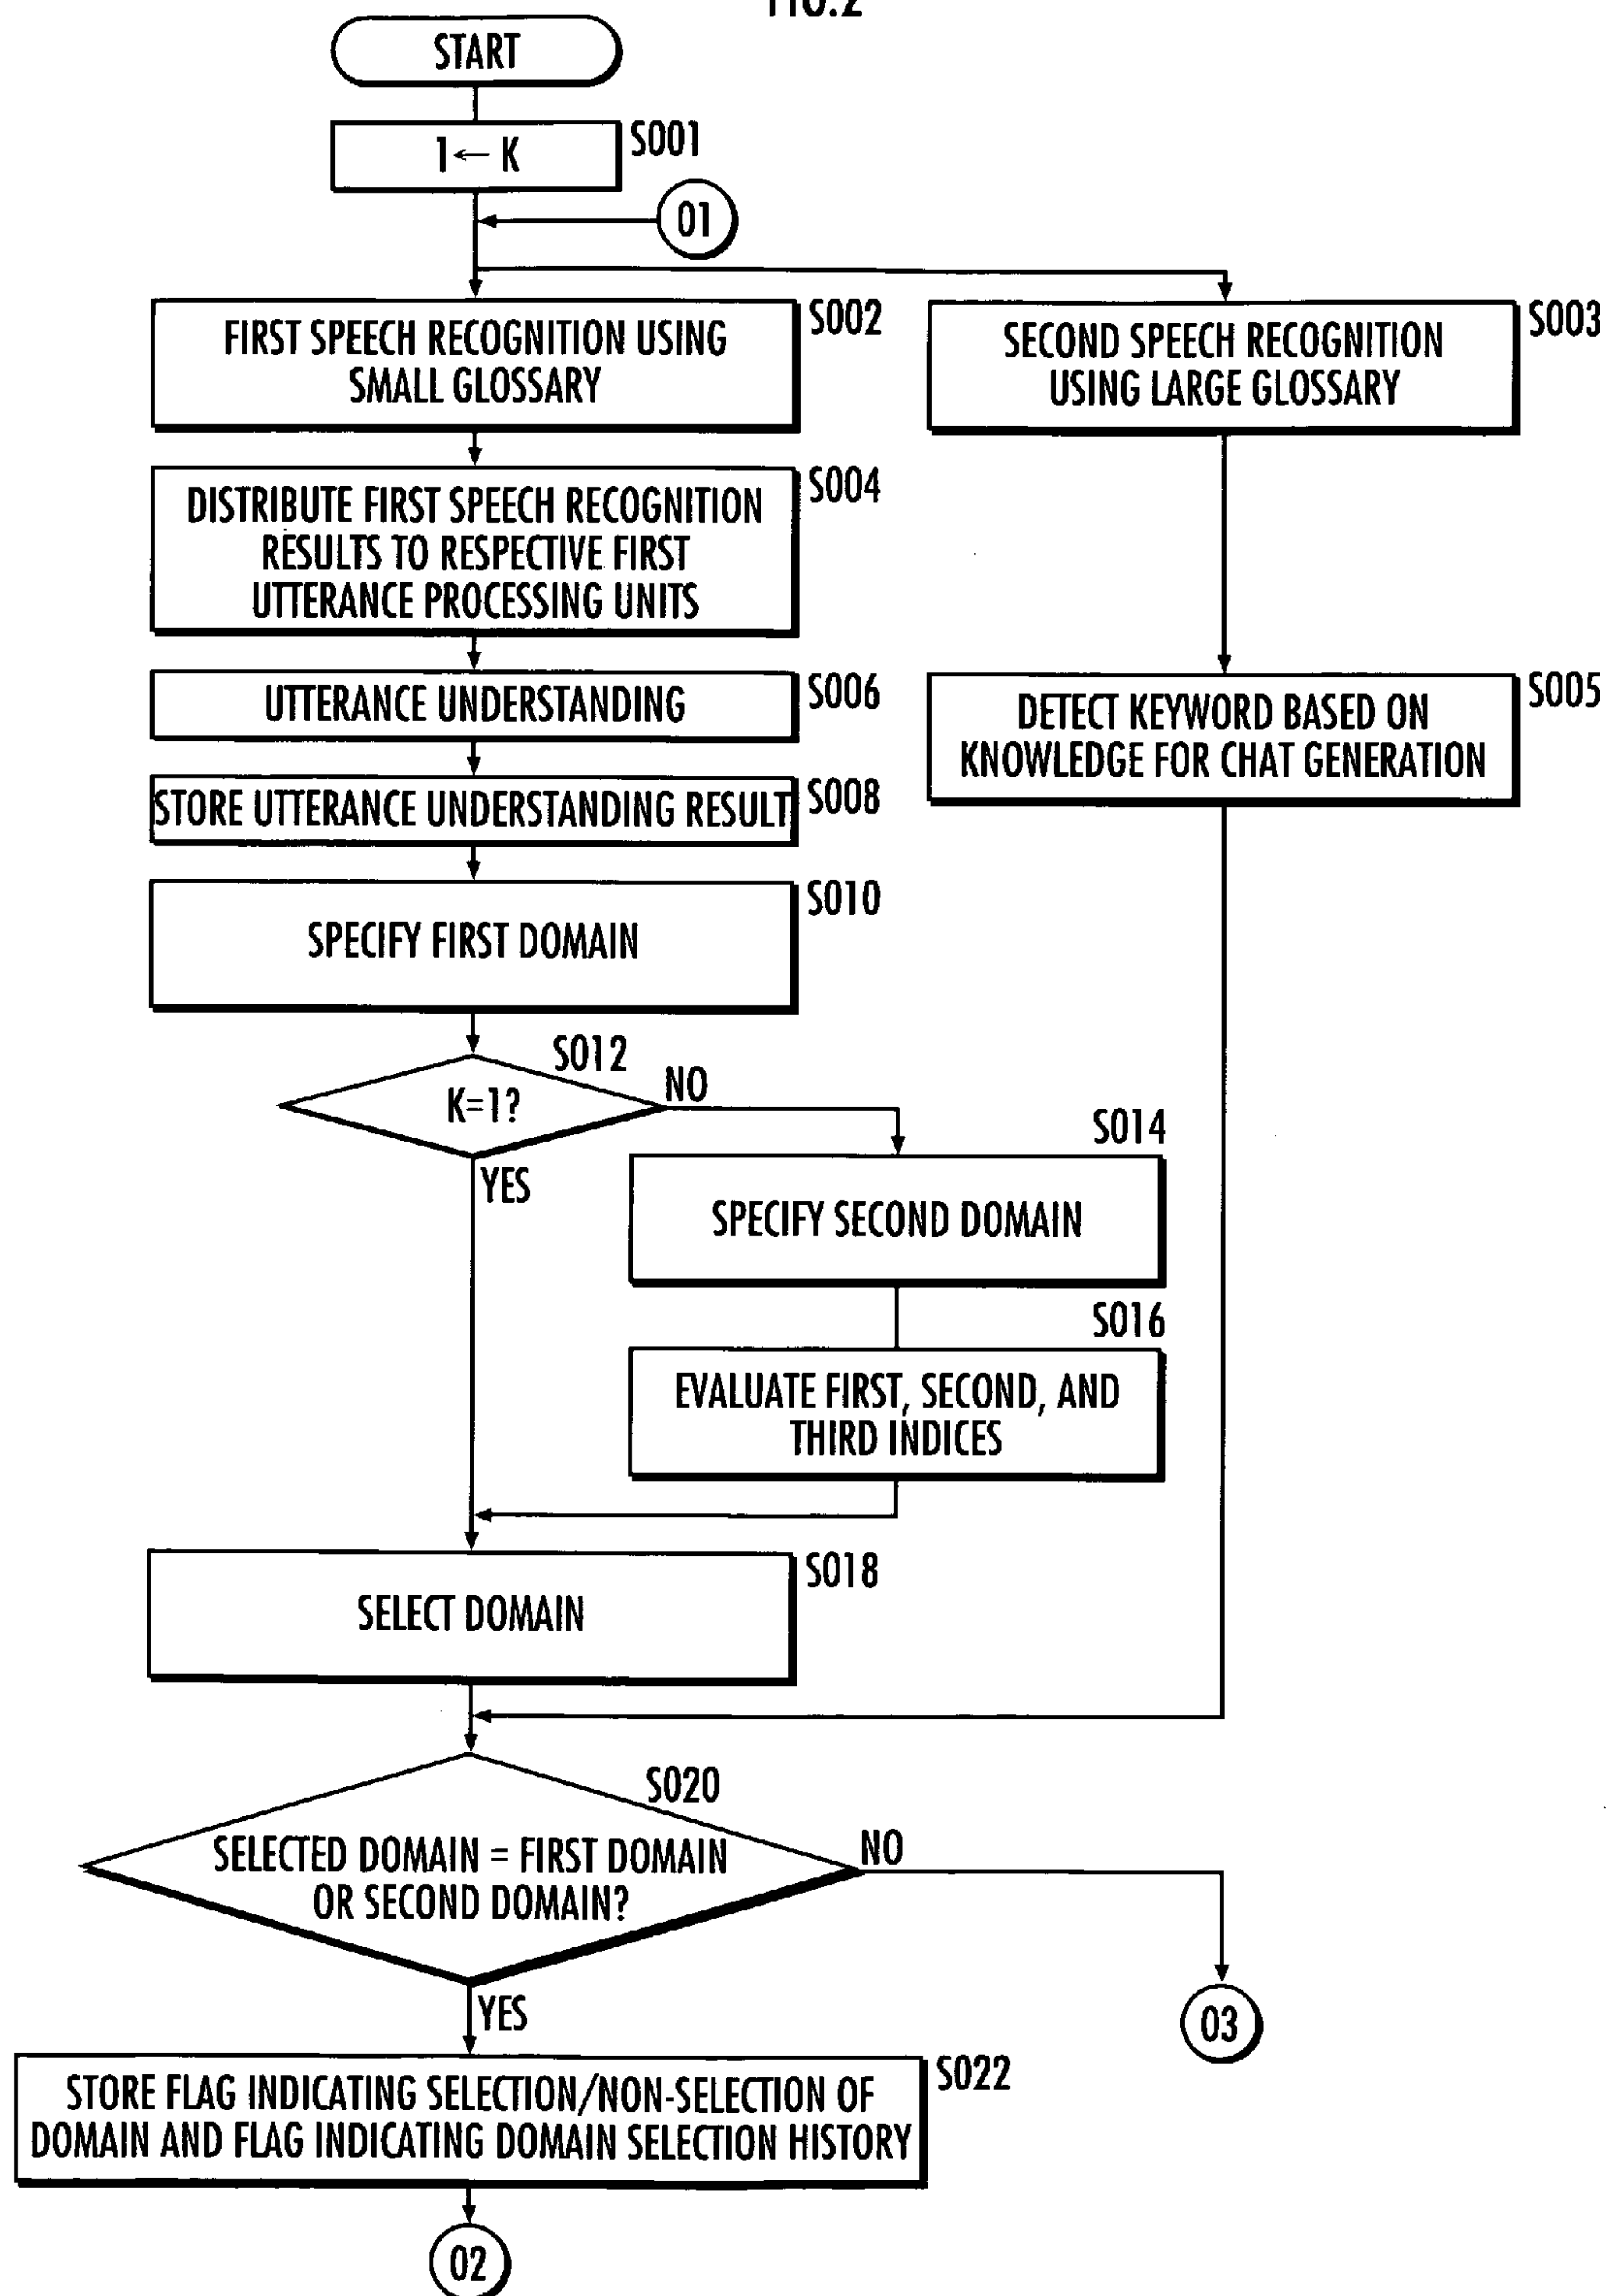 FIG.2
START
1← K
S001
01
FIRST SPEECH RECOGNITION USING
SMALL GLOSSARY
S002
SECOND SPEECH RECOGNITION
USING LARGE GLOSSARY
S003
DISTRIBUTE FIRST SPEECH RECOGNITION
RESULTS TO RESPECTIVE FIRST
UTTERANCE PROCESSING UNITS
S004
UTTERANCE UNDERSTANDING
S006
DETECT KEYWORD BASED ON
KNOWLEDGE FOR CHAT GENERATION
S005
STORE UTTERANCE UNDERSTANDING RESULT
S008
SPECIFY FIRST DOMAIN
S010
S012
K=1?
NO
YES
S014
SPECIFY SECOND DOMAIN
S016
EVALUATE FIRST, SECOND, AND
THIRD INDICES
SELECT DOMAIN
S018
S020
SELECTED DOMAIN = FIRST DOMAIN
OR SECOND DOMAIN?
NO
YES
03
STORE FLAG INDICATING SELECTION/NON-SELECTION OF
DOMAIN AND FLAG INDICATING DOMAIN SELECTION HISTORY
S022
02